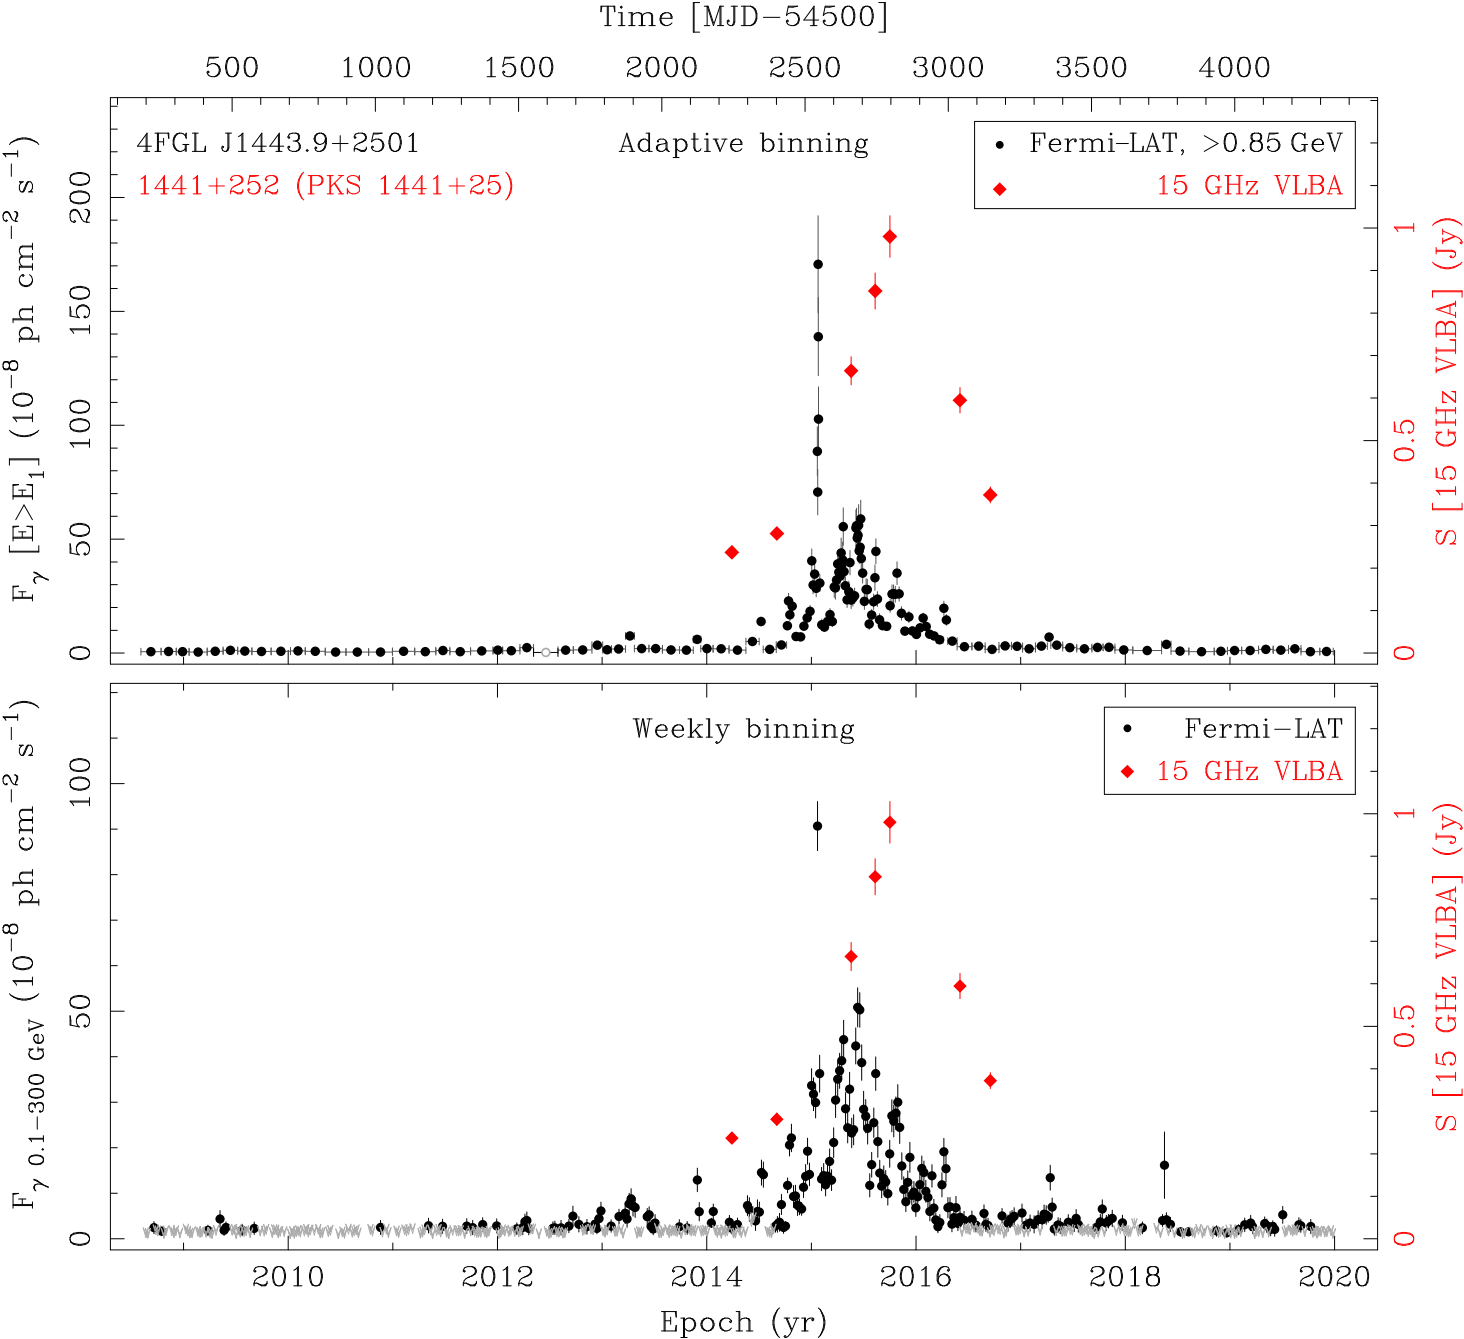 Time [MJD−54500]
500 1000 1500 2000 2500 3000 3500 4000
4FGL J1443.9+2501
1441+252 (PKS 1441+25)
Adaptive binning
Fermi−LAT, >0.85 GeV
15 GHz VLBA
F γ [E>E1] (10−8 ph cm−2 s−1)
0 50 100 150 200
S [15 GHz VLBA] (Jy)
0 0.5 1
Weekly binning
Fermi−LAT
15 GHz VLBA
F γ 0.1−300 GeV (10−8 ph cm−2 s−1)
0 50 100
S [15 GHz VLBA] (Jy)
0 0.5 1
2010 2012 2014 2016 2018 2020
Epoch (yr)